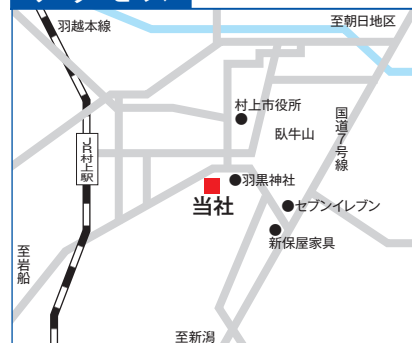 羽越本線
至朝日地区
村上市役所
臥牛山
国道7号線
JR村上駅
羽黒神社
当社
セブンイレブン
新保屋家具
至岩船
至新潟